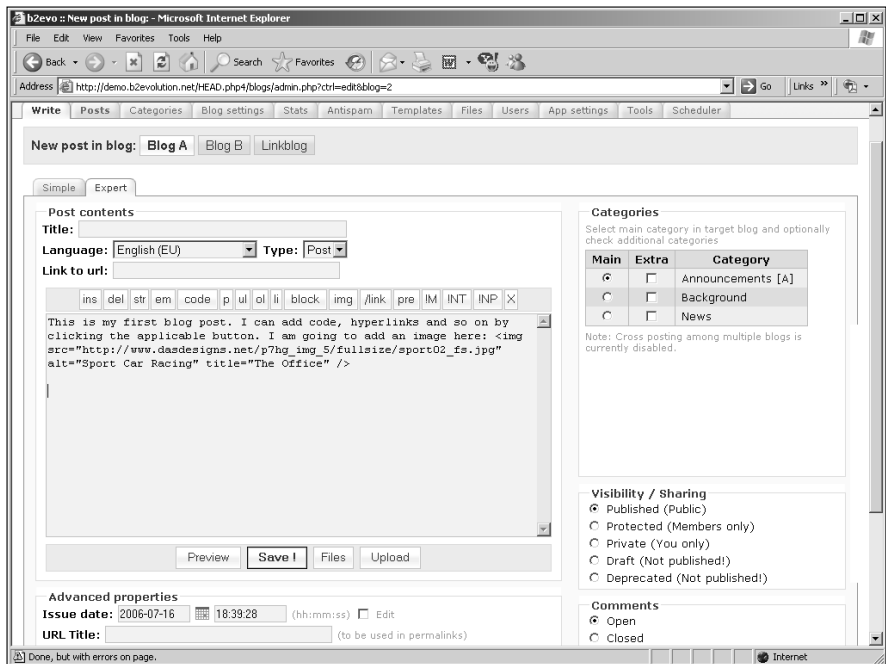 b2evo :: New post in blog: - Microsoft Internet Explorer
File Edit View Favorites Tools Help
Back Search Favorites
Address http://demo.b2evolution.net/HEAD.php4/blogs/admin.php?ctrl=edit&blog=2 Go Links »
Write Posts Categories Blog settings Stats Antispam Templates Files Users App settings Tools Scheduler
New post in blog: Blog A Blog B Linkblog
Simple Expert
Post contents
Title:
Language: English (EU) Type: Post
Link to url:
ins del str em code p ul ol li block img /link pre !M !NT !NP X
This is my first blog post. I can add code, hyperlinks and so on by
clicking the applicable button. I am going to add an image here: <img
src="http://www.dasdesigns.net/p7hg_img_5/fullsize/sport02_fs.jpg"
alt="Sport Car Racing" title="The Office" />
Preview Save ! Files Upload
Advanced properties
Issue date: 2006-07-16 18:39:28 (hh:mm:ss) Edit
URL Title: (to be used in permalinks)
Categories
Select main category in target blog and optionally
check additional categories
Main Extra Category
Announcements [A]
Background
News
Note: Cross posting among multiple blogs is
currently disabled.
Visibility / Sharing
Published (Public)
Protected (Members only)
Private (You only)
Draft (Not published!)
Deprecated (Not published!)
Comments
Open
Closed
Done, but with errors on page. Internet